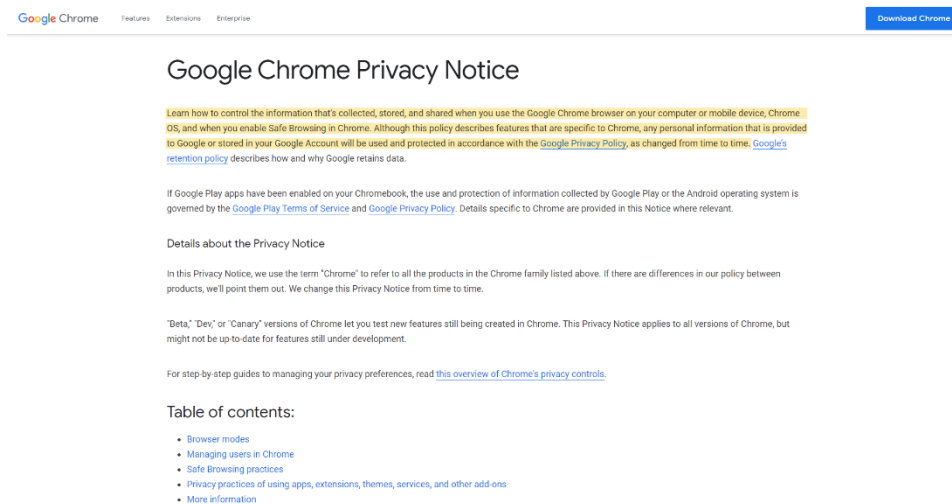 Google Chrome
Features
Extensions
Enterprise
Download Chrome
Google Chrome Privacy Notice
Learn how to control the information that's collected, stored, and shared when you use the Google Chrome browser on your computer or mobile device, Chrome
OS, and when you enable Safe Browsing in Chrome. Although this policy describes features that are specific to Chrome, any personal information that is provided
to Google or stored in your Google Account will be used and protected in accordance with the Google Privacy Policy, as changed from time to time. Google's
retention policy describes how and why Google retains data.
If Google Play apps have been enabled on your Chromebook, the use and protection of information collected by Google Play or the Android operating system is
governed by the Google Play Terms of Service and Google Privacy Policy. Details specific to Chrome are provided in this Notice where relevant.
Details about the Privacy Notice
In this Privacy Notice, we use the term "Chrome" to refer to all the products in the Chrome family listed above. If there are differences in our policy between
products, we'll point them out. We change this Privacy Notice from time to time.
"Beta," "Dev," or "Canary" versions of Chrome let you test new features still being created in Chrome. This Privacy Notice applies to all versions of Chrome, but
might not be up-to-date for features still under development.
For step-by-step guides to managing your privacy preferences, read this overview of Chrome's privacy controls.
Table of contents:
• Browser modes
• Managing users in Chrome
• Safe Browsing practices
• Privacy practices of using apps, extensions, themes, services, and other add-ons
• More information